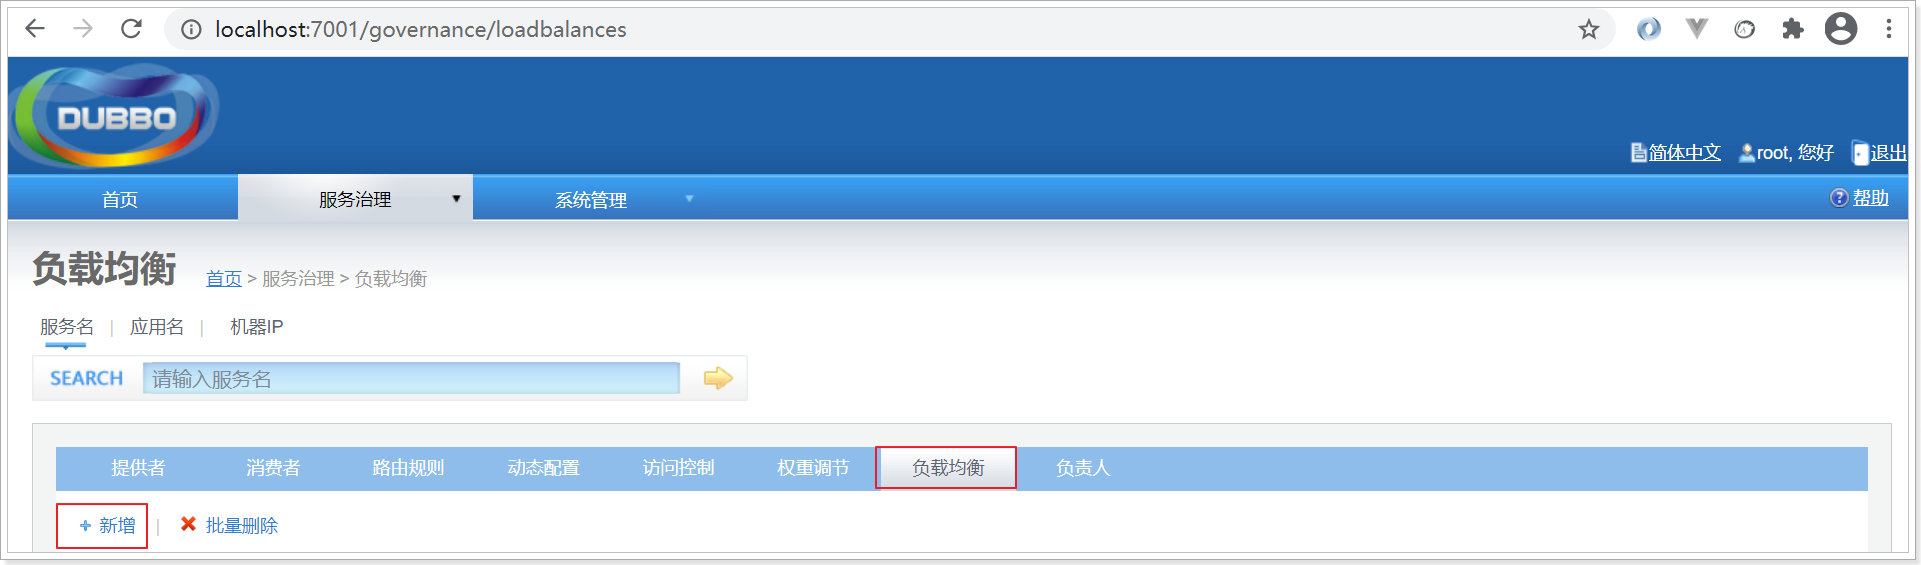 localhost:7001/governance/loadbalances
DUBBO
简体中文 root, 您好 退出
首页 服务治理 系统管理 帮助
负载均衡 首页 > 服务治理 > 负载均衡
服务名 | 应用名 | 机器IP
SEARCH 请输入服务名
提供者 消费者 路由规则 动态配置 访问控制 权重调节 负载均衡 负责人
新增 | 批量删除